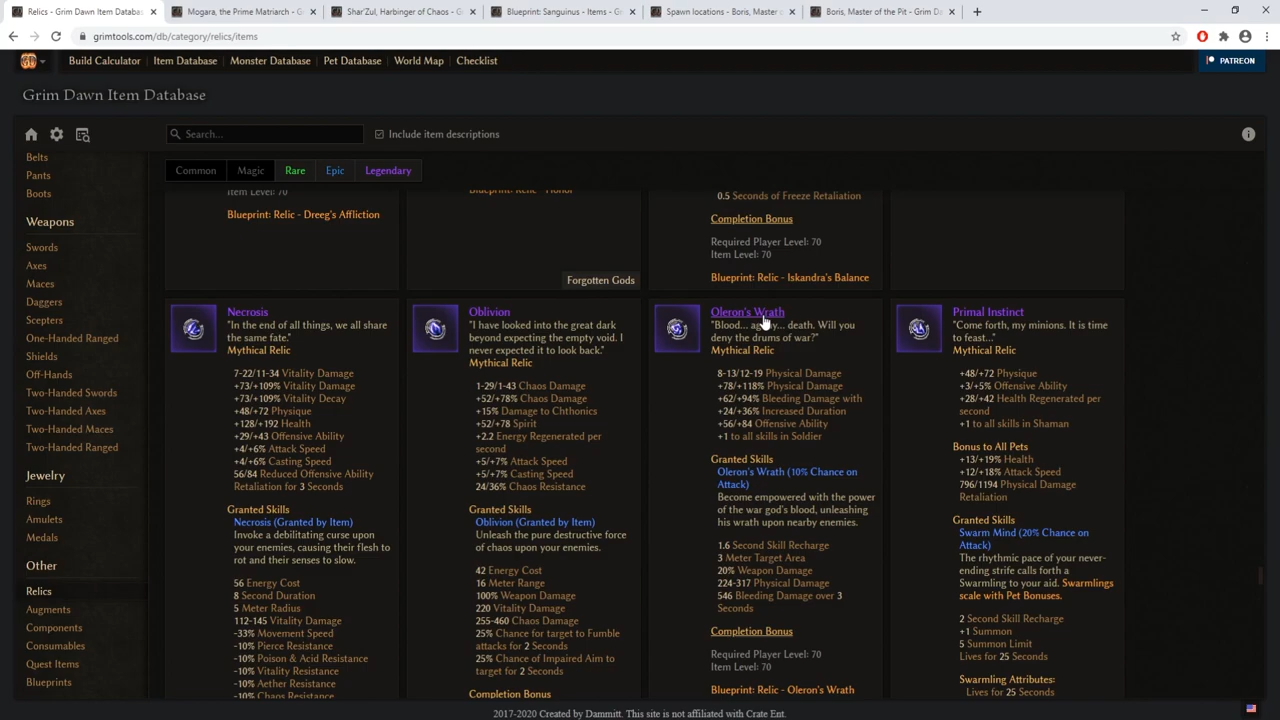 Relics - Grim Dawn Item Databas
Mogara, the Prime Matriarch - G
Shar'Zul, Harbinger of Chaos - G
Blueprint: Sanguinus - Items - G
Spawn locations - Boris, Master o
Boris, Master of the Pit - Grim D
grimtools.com/db/category/relics/items
Build Calculator
Item Database
Monster Database
Pet Database
World Map
Checklist
PATREON
Grim Dawn Item Database
Search...
Include item descriptions
Common
Magic
Rare
Epic
Legendary
Belts
Pants
Boots
Weapons
Swords
Axes
Maces
Daggers
Scepters
One-Handed Ranged
Shields
Off-Hands
Two-Handed Swords
Two-Handed Axes
Two-Handed Maces
Two-Handed Ranged
Jewelry
Rings
Amulets
Medals
Other
Relics
Augments
Components
Consumables
Quest Items
Blueprints
Item Level: 70
Blueprint: Relic - Dreeg's Affliction
Blueprint: Relic - Honor
Forgotten Gods
0.5 Seconds of Freeze Retaliation
Completion Bonus
Required Player Level: 70
Item Level: 70
Blueprint: Relic - Iskandra's Balance
Necrosis
"In the end of all things, we all share
the same fate."
Mythical Relic
7-22/11-34 Vitality Damage
+73/+109% Vitality Damage
+73/+109% Vitality Decay
+48/+72 Physique
+128/+192 Health
+29/+43 Offensive Ability
+4/+6% Attack Speed
+4/+6% Casting Speed
56/84 Reduced Offensive Ability
Retaliation for 3 Seconds
Granted Skills
Necrosis (Granted by Item)
Invoke a debilitating curse upon
your enemies, causing their flesh to
rot and their senses to slow.
56 Energy Cost
8 Second Duration
5 Meter Radius
112-145 Vitality Damage
-33% Movement Speed
-10% Pierce Resistance
-10% Poison & Acid Resistance
-10% Vitality Resistance
-10% Aether Resistance
-10% Chaos Resistance
Oblivion
"I have looked into the great dark
beyond expecting the empty void. I
never expected it to look back."
Mythical Relic
1-29/1-43 Chaos Damage
+52/+78% Chaos Damage
+15% Damage to Chthonics
+52/+78 Spirit
+2.2 Energy Regenerated per
second
+5/+7% Attack Speed
+5/+7% Casting Speed
24/36% Chaos Resistance
Granted Skills
Oblivion (Granted by Item)
Unleash the pure destructive force
of chaos upon your enemies.
42 Energy Cost
16 Meter Range
100% Weapon Damage
220 Vitality Damage
255-460 Chaos Damage
25% Chance for target to Fumble
attacks for 2 Seconds
25% Chance of Impaired Aim to
target for 2 Seconds
Completion Bonus
Oleron's Wrath
"Blood... death. Will you
deny the drums of war?"
Mythical Relic
8-13/12-19 Physical Damage
+78/+118% Physical Damage
+62/+94% Bleeding Damage with
+24/+36% Increased Duration
+56/+84 Offensive Ability
+1 to all skills in Soldier
Granted Skills
Oleron's Wrath (10% Chance on
Attack)
Become empowered with the power
of the war god's blood, unleashing
his wrath upon nearby enemies.
1.6 Second Skill Recharge
3 Meter Target Area
20% Weapon Damage
224-317 Physical Damage
546 Bleeding Damage over 3
Seconds
Completion Bonus
Required Player Level: 70
Item Level: 70
Blueprint: Relic - Oleron's Wrath
Primal Instinct
"Come forth, my minions. It is time
to feast..."
Mythical Relic
+48/+72 Physique
+3/+5% Offensive Ability
+28/+42 Health Regenerated per
second
+1 to all skills in Shaman
Bonus to All Pets
+13/+19% Health
+12/+18% Attack Speed
796/1194 Physical Damage
Retaliation
Granted Skills
Swarm Mind (20% Chance on
Attack)
The rhythmic pace of your never-
ending strife calls forth a
Swarmling to your aid. Swarmlings
scale with Pet Bonuses.
2 Second Skill Recharge
+1 Summon
5 Summon Limit
Lives for 25 Seconds
Swarmling Attributes:
Lives for 25 Seconds
2017-2020 Created by Dammitt. This site is not affiliated with Crate Ent.